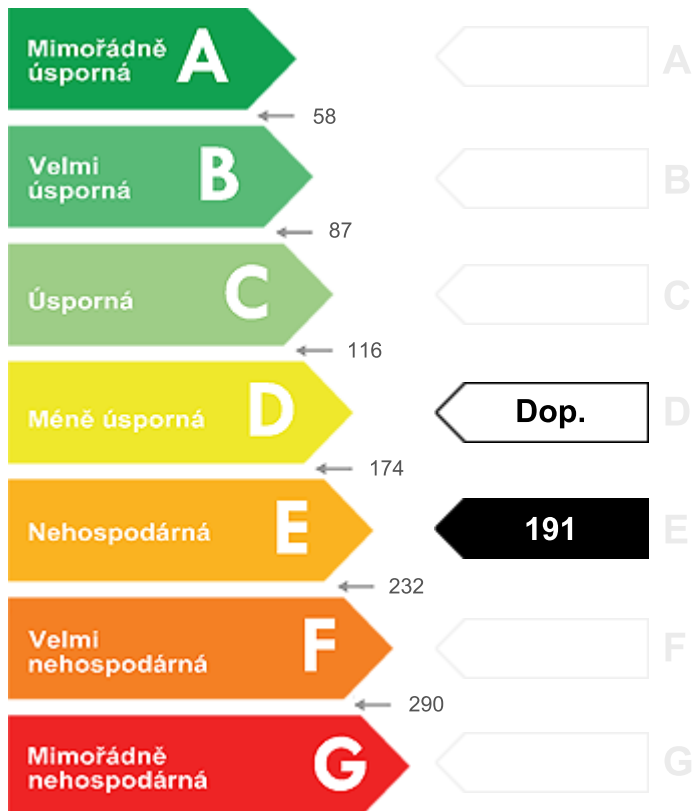 Mimořádně
úsporná
A
A
58
Velmi
úsporná
B
B
87
Úsporná
C
C
116
Méně úsporná
D
Dop.
D
174
Nehospodárná
E
191
E
232
Velmi
nehospodárná
F
F
290
Mimořádně
nehospodárná
G
G